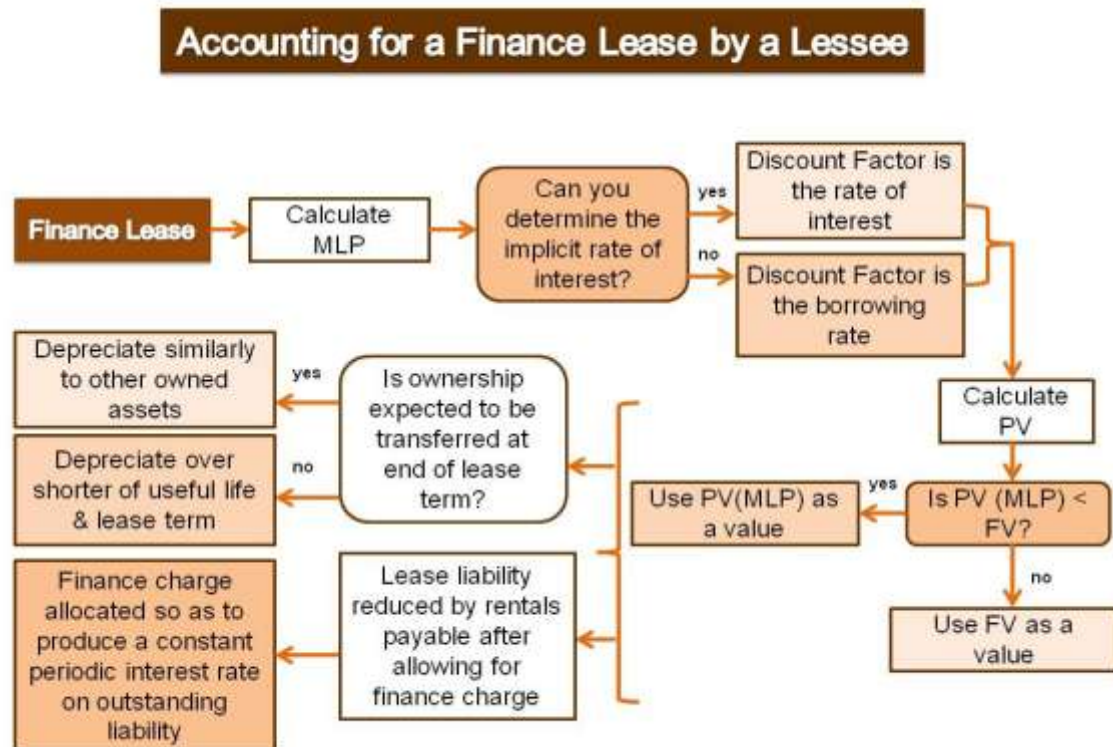 Accounting for a Finance Lease by a Lessee
Finance Lease
Calculate
MLP
Can you
determine the
implicit rate of
interest?
yes
Discount Factor is
the rate of
interest
no
Discount Factor is
the borrowing
rate
Calculate
PV
Is PV (MLP) <
FV?
yes
Use PV(MLP) as
a value
no
Use FV as a
value
Is ownership
expected to be
transferred at
end of lease
term?
yes
Depreciate similarly
to other owned
assets
no
Depreciate over
shorter of useful life
& lease term
Lease liability
reduced by rentals
payable after
allowing for
finance charge
Finance charge
allocated so as to
produce a constant
periodic interest rate
on outstanding
liability